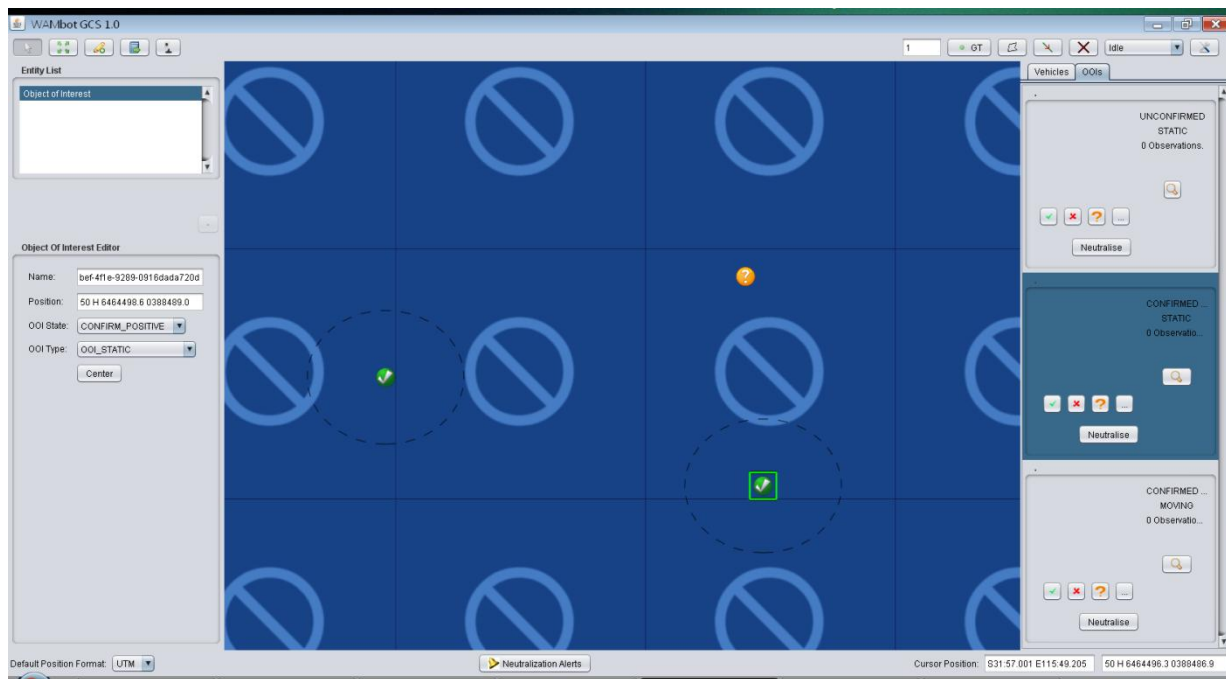 WAMbot GCS 1.0
1
GT
Idle
Entity List
Object of Interest
Vehicles
OOIs
UNCONFIRMED
STATIC
0 Observations.
Neutralise
Object Of Interest Editor
Name: bef-4f1e-9289-0916dada720d
Position: 50 H 6464498.6 0388489.0
OOI State: CONFIRM_POSITIVE
OOI Type: OOI_STATIC
Center
CONFIRMED ...
STATIC
0 Observatio...
Neutralise
CONFIRMED ...
MOVING
0 Observatio...
Neutralise
Default Position Format: UTM
Neutralization Alerts
Cursor Position: S31:57.001 E115:49.205 50 H 6464496.3 0388486.9